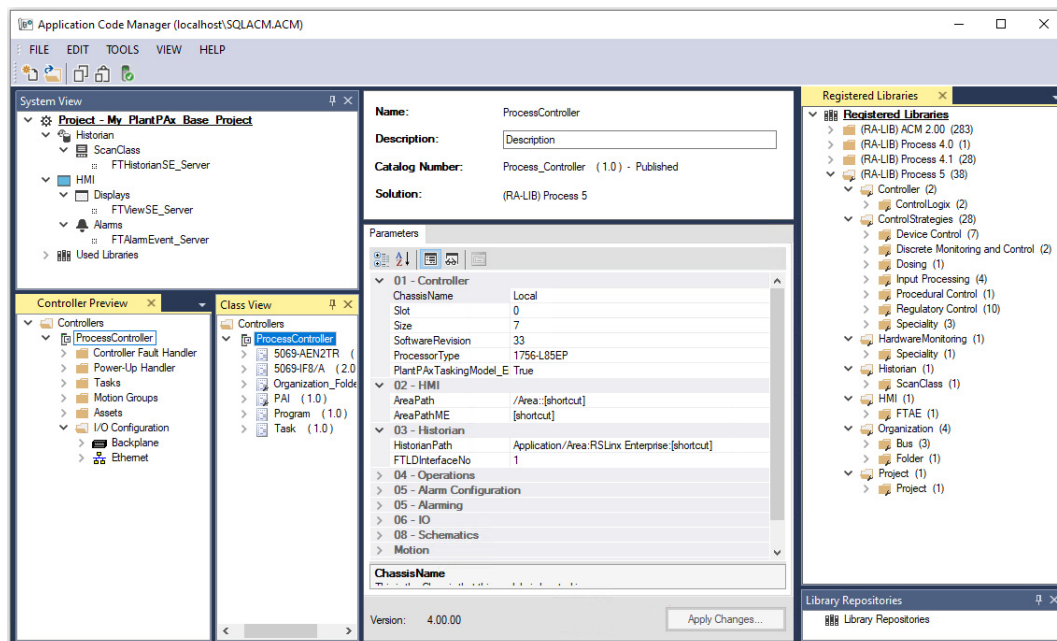 Application Code Manager (localhost\SQLACM.ACM)
FILE EDIT TOOLS VIEW HELP
System View
Project - My_PlantPAx_Base_Project
Historian
ScanClass
FTHistorianSE_Server
HMI
Displays
FTViewSE_Server
Alarms
FTAlarmEvent_Server
Used Libraries
Controller Preview
Controllers
ProcessController
Controller Fault Handler
Power-Up Handler
Tasks
Motion Groups
Assets
I/O Configuration
Backplane
Ethernet
Class View
Controllers
ProcessController
5069-AEN2TR (
5069-IF8/A (2.0
Organization_Folde
PAI (1.0)
Program (1.0)
Task (1.0)
Name: ProcessController
Description: Description
Catalog Number: Process_Controller (1.0) - Published
Solution: (RA-LIB) Process 5
Parameters
01 - Controller
ChassisName Local
Slot 0
Size 7
SoftwareRevision 33
ProcessorType 1756-L85EP
PlantPAxTaskingModel_E True
02 - HMI
AreaPath /Area::[shortcut]
AreaPathME [shortcut]
03 - Historian
HistorianPath Application/Area:RSLinx Enterprise:[shortcut]
FTLDInterfaceNo 1
04 - Operations
05 - Alarm Configuration
05 - Alarming
06 - IO
08 - Schematics
Motion
ChassisName
Version: 4.00.00
Apply Changes...
Registered Libraries
Registered Libraries
(RA-LIB) ACM 2.00 (283)
(RA-LIB) Process 4.0 (1)
(RA-LIB) Process 4.1 (28)
(RA-LIB) Process 5 (38)
Controller (2)
ControlLogix (2)
ControlStrategies (28)
Device Control (7)
Discrete Monitoring and Control (2)
Dosing (1)
Input Processing (4)
Procedural Control (1)
Regulatory Control (10)
Speciality (3)
HardwareMonitoring (1)
Speciality (1)
Historian (1)
ScanClass (1)
HMI (1)
FTAE (1)
Organization (4)
Bus (3)
Folder (1)
Project (1)
Project (1)
Library Repositories
Library Repositories